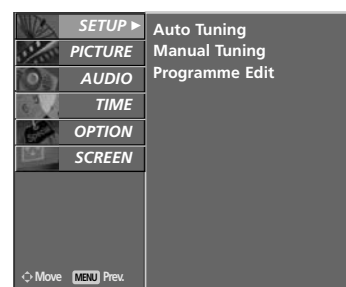 SETUP
PICTURE
AUDIO
TIME
OPTION
SCREEN
Auto Tuning
Manual Tuning
Programme Edit
Move MENU Prev.